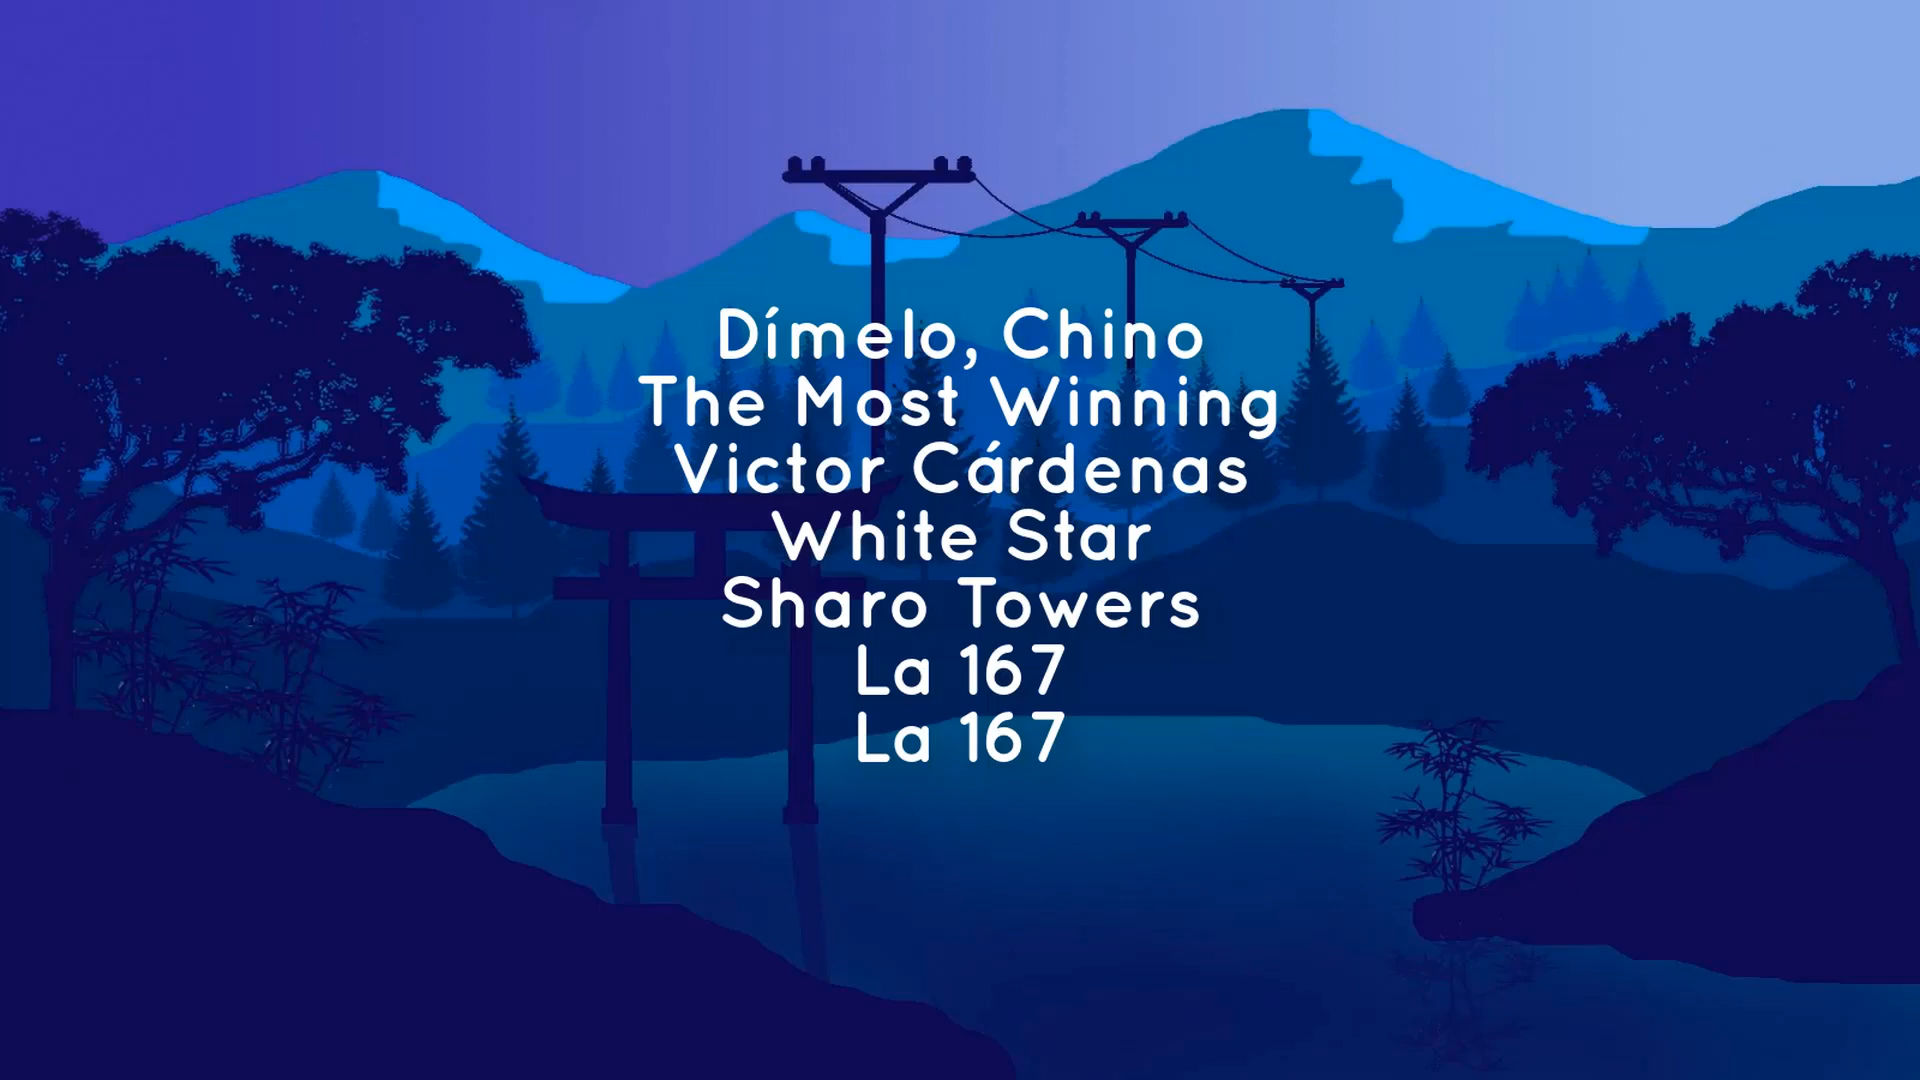 Dímelo, Chino
The Most Winning
Victor Cárdenas
White Star
Sharo Towers
La 167
La 167